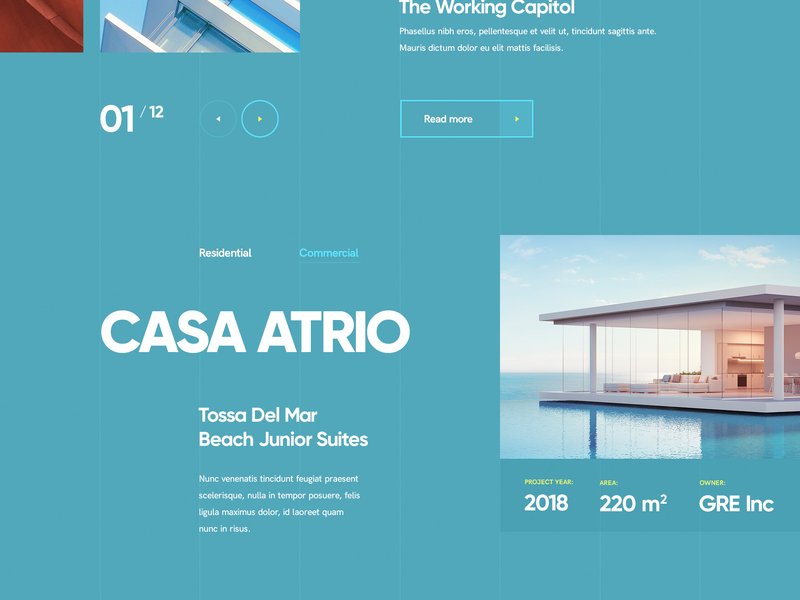 The Working Capitol
Phasellus nibh eros, pellentesque et velit ut, tincidunt sagittis ante.
Mauris dictum dolor eu elit mattis facilisis.
01 / 12
Read more
Residential
Commercial
CASA ATRIO
Tossa Del Mar
Beach Junior Suites
Nunc venenatis tincidunt feugiat praesent
scelerisque, nulla in tempor posuere, felis
ligula maximus dolor, id laoreet quam
nunc in risus.
PROJECT YEAR:
2018
AREA:
220 m²
OWNER:
GRE Inc